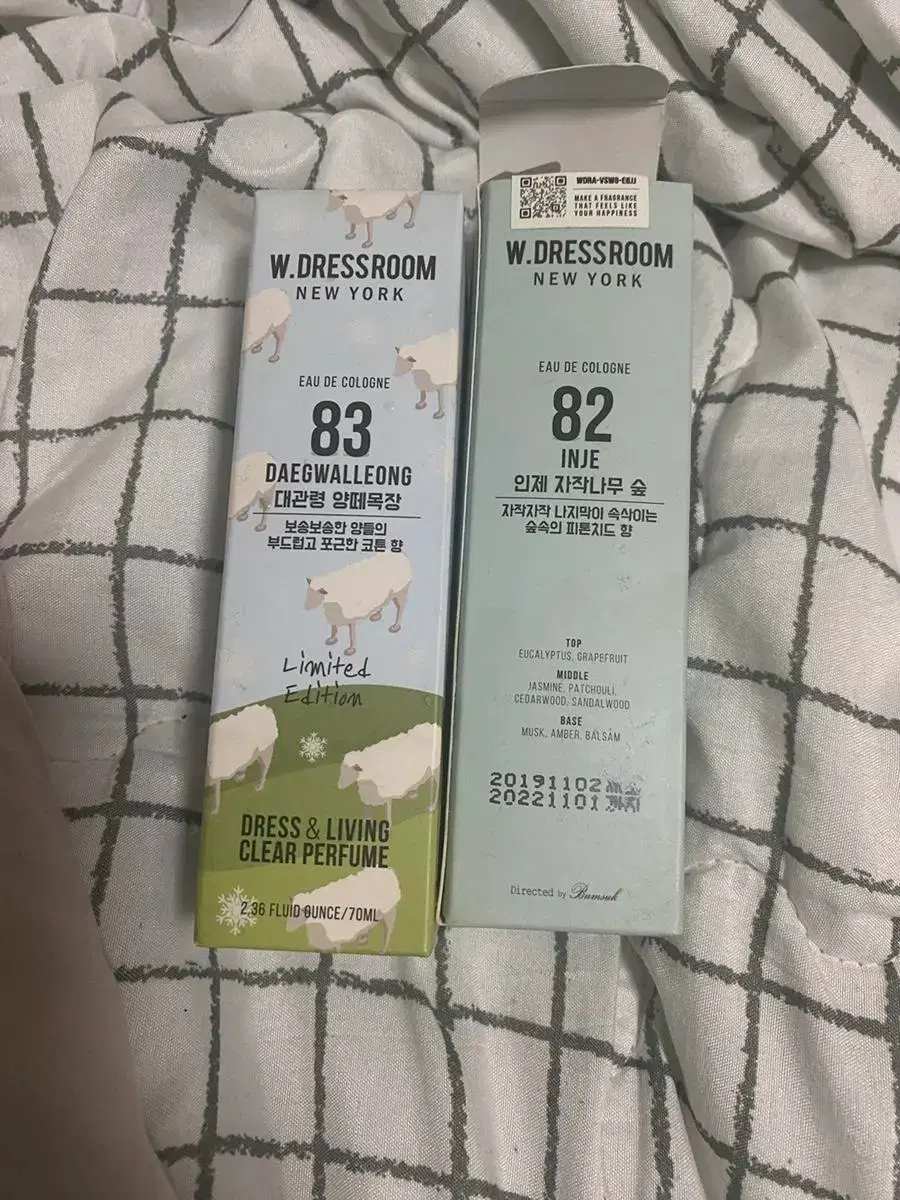 W.DRESSROOM
NEW YORK
EAU DE COLOGNE
83
DAEGWALLEONG
대관령 양떼목장
보송보송한 양들의
부드럽고 포근한 코튼 향
Limited
Edition
DRESS & LIVING
CLEAR PERFUME
2.36 FLUID OUNCE/70ML
WDRA-VSW8-E6JJ
MAKE A FRAGRANCE
THAT FEELS LIKE
YOUR HAPPINESS
W.DRESSROOM
NEW YORK
EAU DE COLOGNE
82
INJE
인제 자작나무 숲
자작자작 나지막이 속삭이는
숲속의 피톤치드 향
TOP
EUCALYPTUS, GRAPEFRUIT
MIDDLE
JASMINE, PATCHOULI,
CEDARWOOD, SANDALWOOD
BASE
MUSK, AMBER, BALSAM
20191102
20221101 까지
Directed by Bumsuk